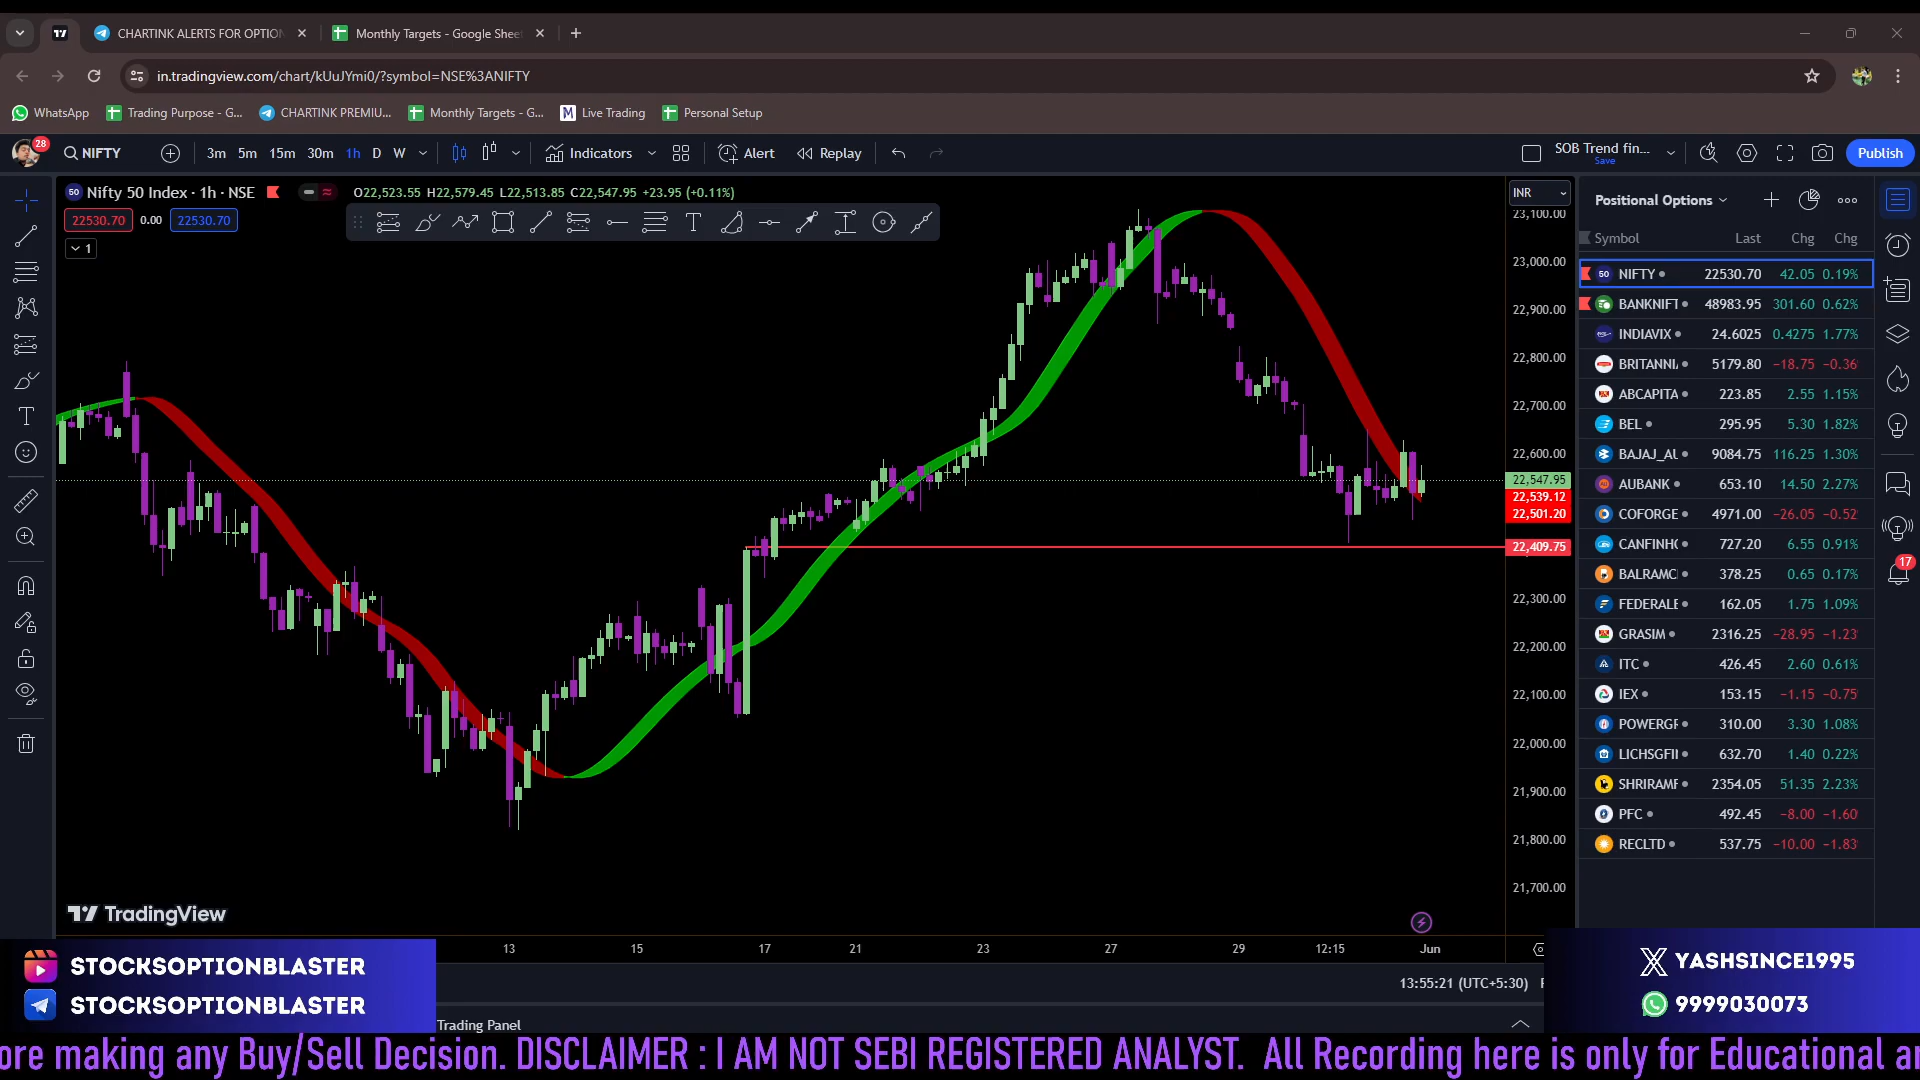 CHARTINK ALERTS FOR OPTION
Monthly Targets - Google Shee
in.tradingview.com/chart/kUuJYmi0/?symbol=NSE%3ANIFTY
WhatsApp Trading Purpose - G... CHARTINK PREMIU... Monthly Targets - G... M Live Trading Personal Setup
28
NIFTY 3m 5m 15m 30m 1h D W Indicators Alert Replay SOB Trend fin... Save Publish
50 Nifty 50 Index · 1h · NSE O22,523.55 H22,579.45 L22,513.85 C22,547.95 +23.95 (+0.11%)
22530.70 0.00 22530.70
1
INR
23,100.00
23,000.00
22,900.00
22,800.00
22,700.00
22,600.00
22,547.95
22,539.12
22,501.20
22,409.75
22,300.00
22,200.00
22,100.00
22,000.00
21,900.00
21,800.00
21,700.00
Positional Options
Symbol Last Chg Chg
50 NIFTY 22530.70 42.05 0.19%
BANKNIFT 48983.95 301.60 0.62%
INDIAVIX 24.6025 0.4275 1.77%
BRITANNI 5179.80 −18.75 −0.36
ABCAPITA 223.85 2.55 1.15%
BEL 295.95 5.30 1.82%
BAJAJ_AU 9084.75 116.25 1.30%
AUBANK 653.10 14.50 2.27%
COFORGE 4971.00 −26.05 −0.52
CANFINH 727.20 6.55 0.91%
BALRAMC 378.25 0.65 0.17%
FEDERALE 162.05 1.75 1.09%
GRASIM 2316.25 −28.95 −1.23
ITC 426.45 2.60 0.61%
IEX 153.15 −1.15 −0.75
POWERGF 310.00 3.30 1.08%
LICHSGFII 632.70 1.40 0.22%
SHRIRAMF 2354.05 51.35 2.23%
PFC 492.45 −8.00 −1.60
RECLTD 537.75 −10.00 −1.83
17
TradingView
13 15 17 21 23 27 29 12:15 Jun
13:55:21 (UTC+5:30)
Trading Panel
STOCKSOPTIONBLASTER
STOCKSOPTIONBLASTER
YASHSINCE1995
9999030073
ore making any Buy/Sell Decision. DISCLAIMER : I AM NOT SEBI REGISTERED ANALYST. All Recording here is only for Educational an